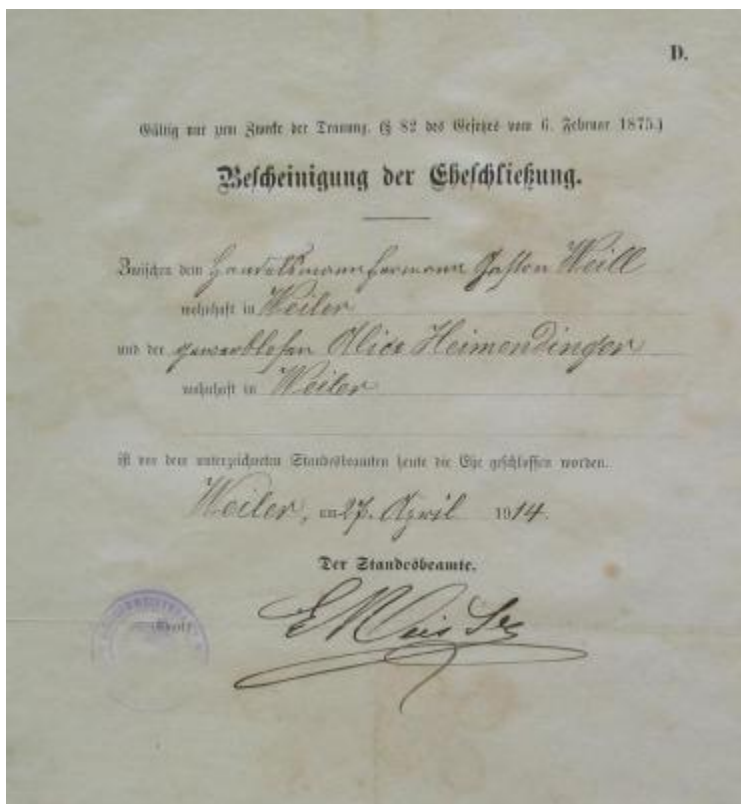 D.
Gültig nur zum Zwecke der Trauung. (§ 82 des Gesetzes vom 6. Februar 1875.)
Bescheinigung der Eheschließung.
Zwischen dem Handelsmann Hermann Gaston Weill
wohnhaft in Weiler
und der gewerblosen Alice Heimendinger
wohnhaft in Weiler
ist vor dem unterzeichneten Standesbeamten heute die Ehe geschlossen worden.
Weiler, am 27. April 1914.
Der Standesbeamte.
(Siegel)